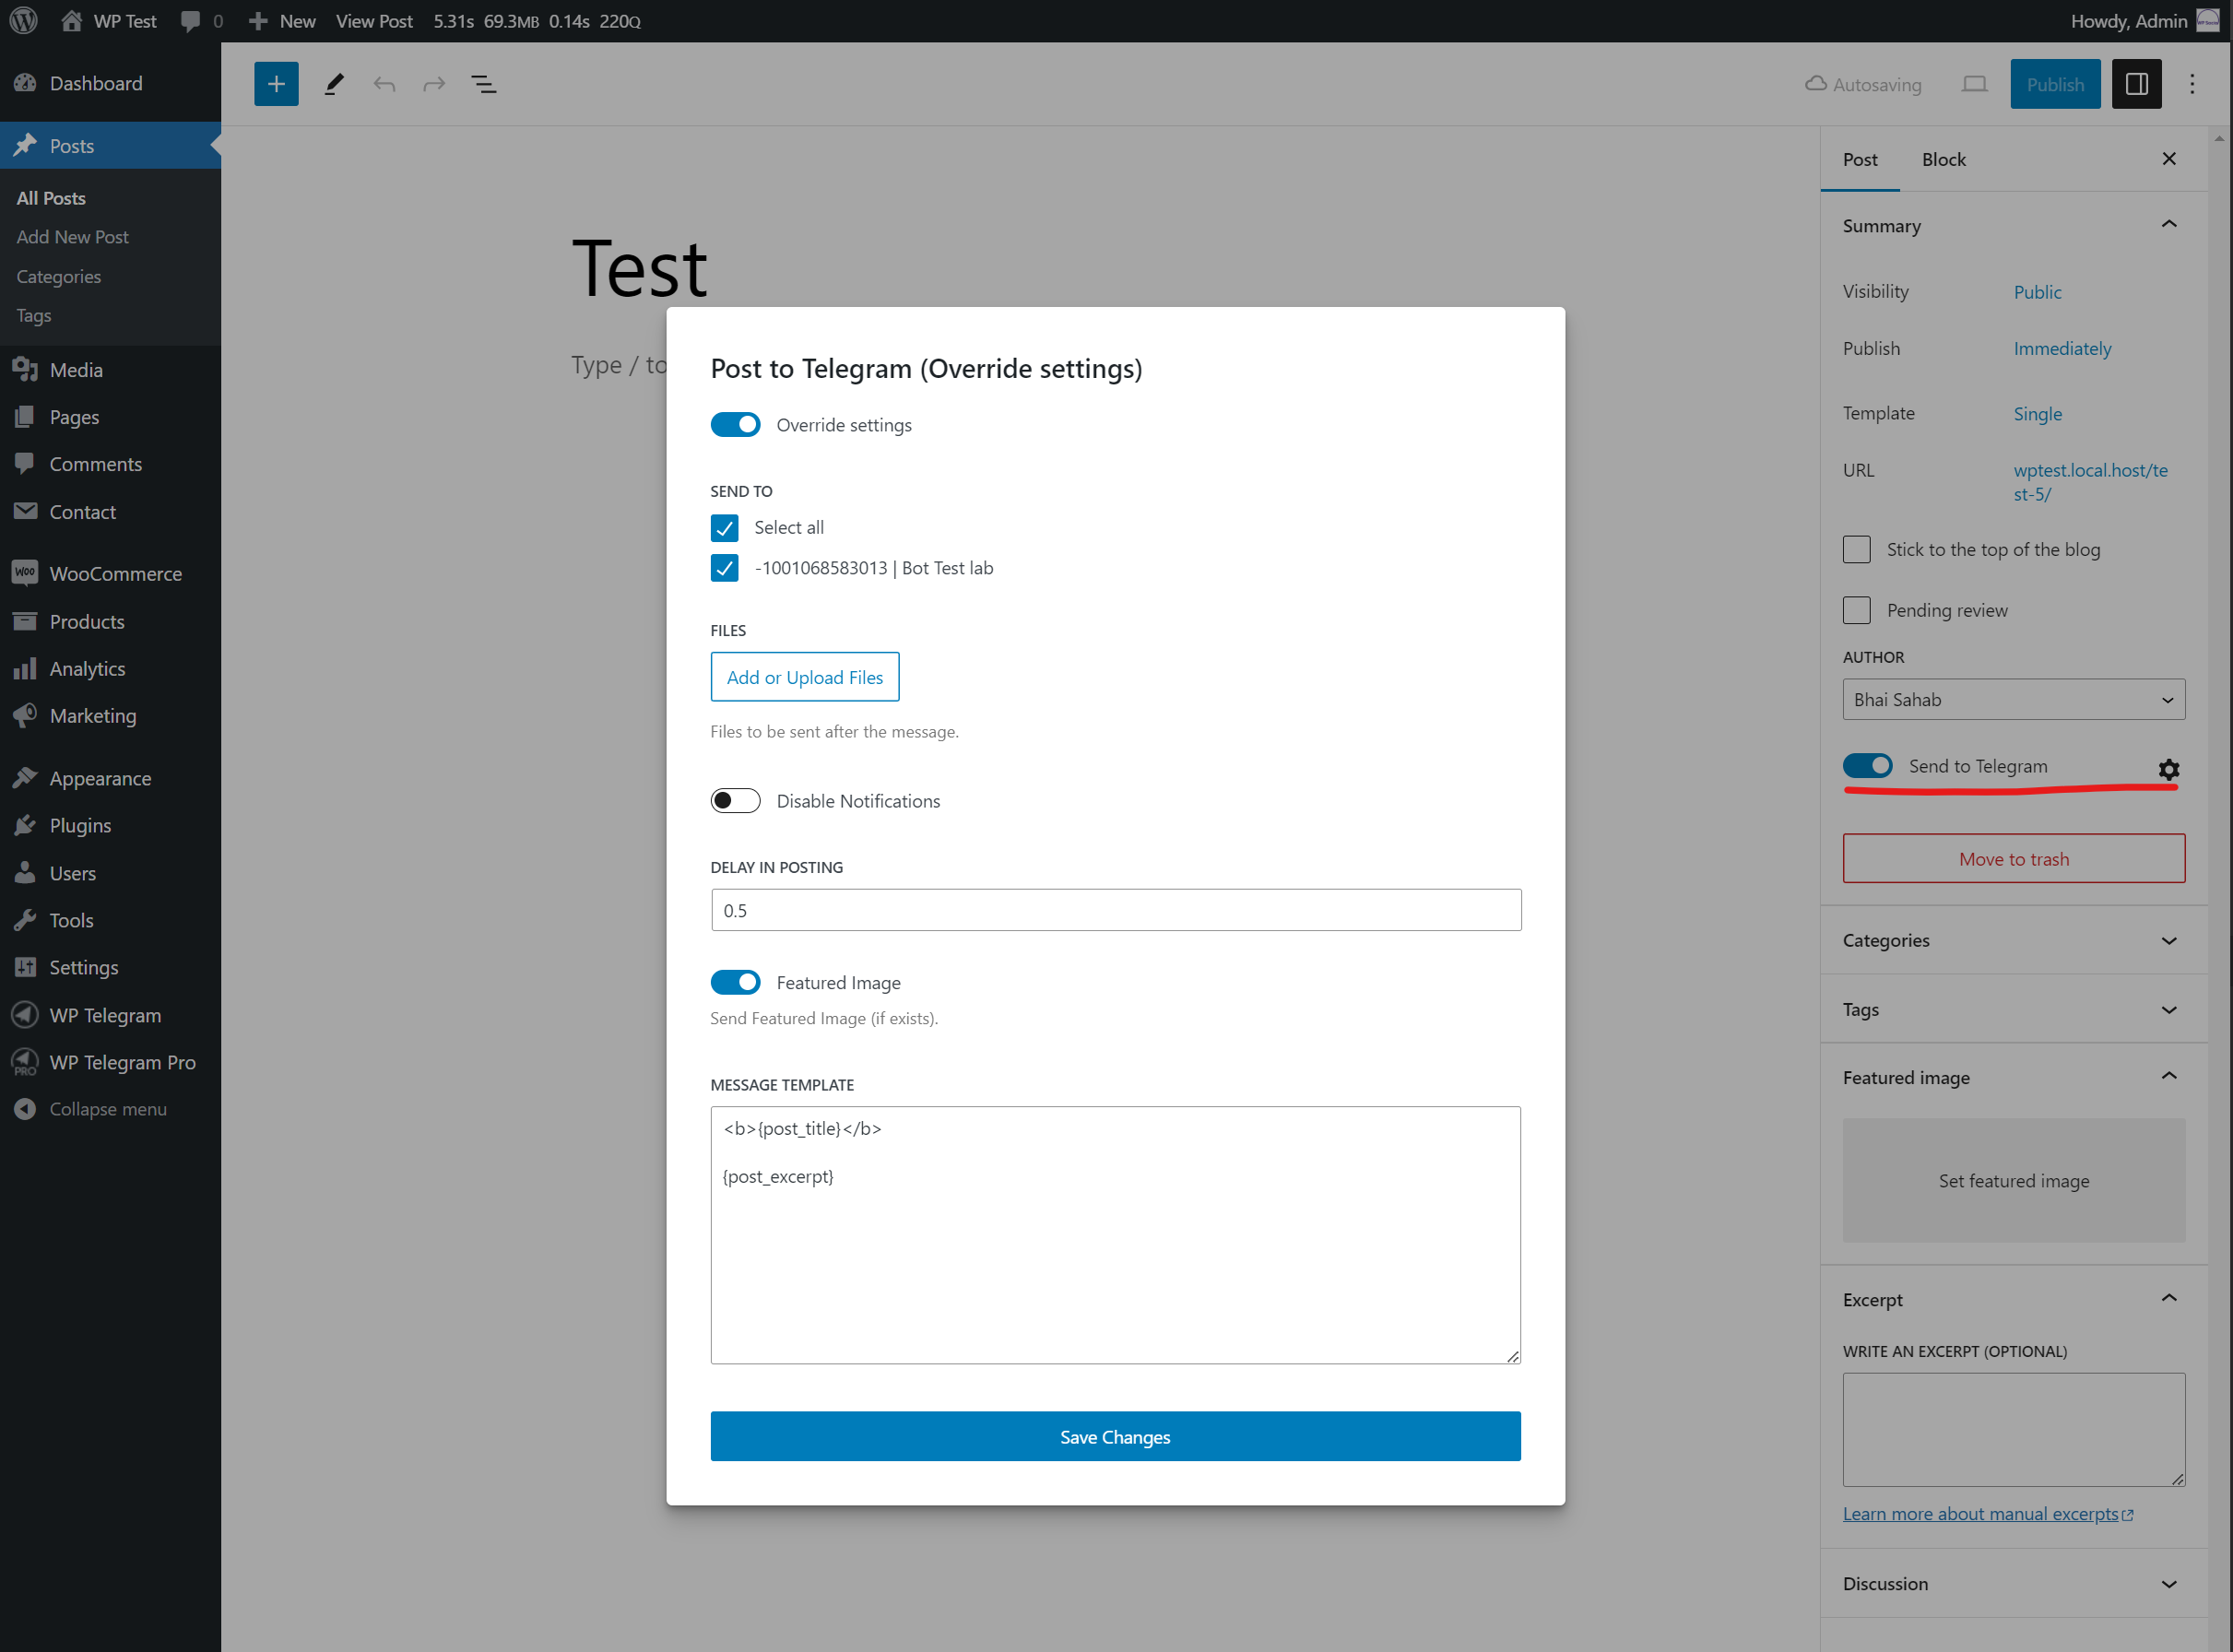 WP Test 0 New View Post 5.31s 69.3MB 0.14s 220Q
Howdy, Admin
Dashboard
Posts
All Posts
Add New Post
Categories
Tags
Media
Pages
Comments
Contact
WooCommerce
Products
Analytics
Marketing
Appearance
Plugins
Users
Tools
Settings
WP Telegram
WP Telegram Pro
Collapse menu
Autosaving
Publish
Test
Type / to
Post to Telegram (Override settings)
Override settings
SEND TO
Select all
-1001068583013 | Bot Test lab
FILES
Add or Upload Files
Files to be sent after the message.
Disable Notifications
DELAY IN POSTING
0.5
Featured Image
Send Featured Image (if exists).
MESSAGE TEMPLATE
<b>{post_title}</b>
{post_excerpt}
Save Changes
Post Block
Summary
Visibility Public
Publish Immediately
Template Single
URL wptest.local.host/te
st-5/
Stick to the top of the blog
Pending review
AUTHOR
Bhai Sahab
Send to Telegram
Move to trash
Categories
Tags
Featured image
Set featured image
Excerpt
WRITE AN EXCERPT (OPTIONAL)
Learn more about manual excerpts
Discussion